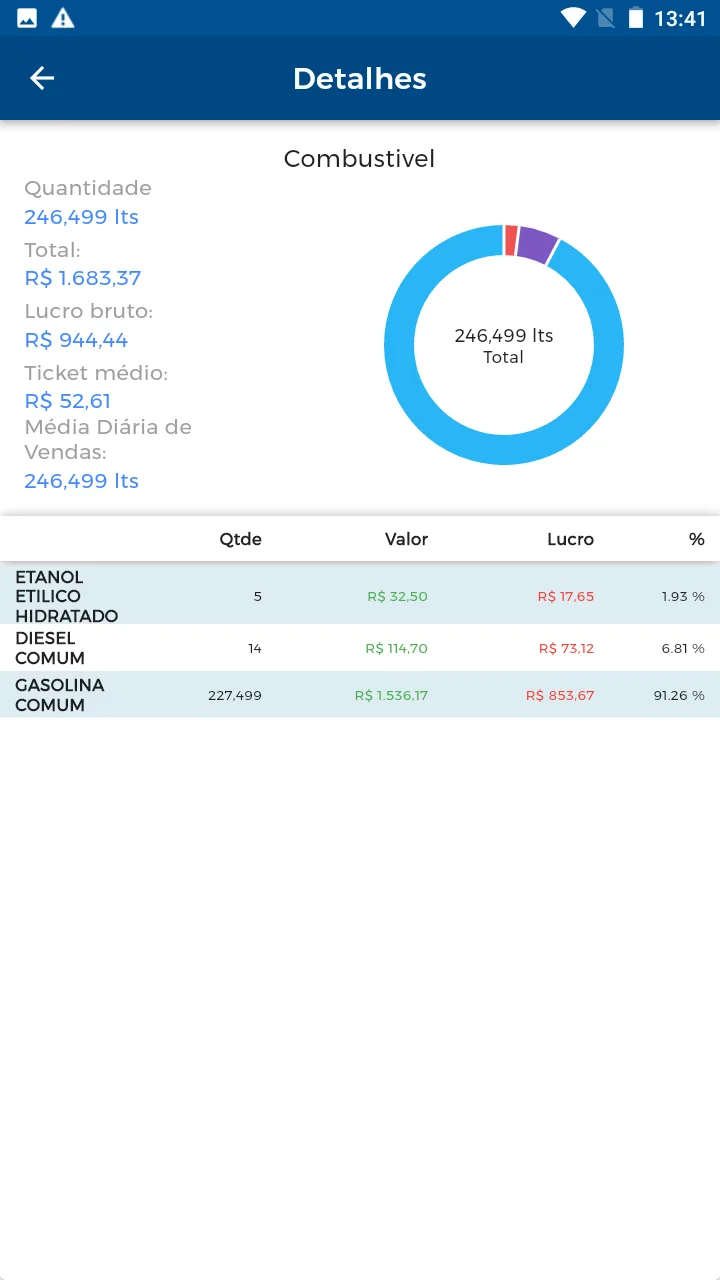 13:41
Detalhes
Combustivel
Quantidade
246,499 lts
Total:
R$ 1.683,37
Lucro bruto:
R$ 944,44
Ticket médio:
R$ 52,61
Média Diária de
Vendas:
246,499 lts
246,499 lts
Total
Qtde Valor Lucro %
ETANOL
ETILICO
HIDRATADO
5 R$ 32,50 R$ 17,65 1.93 %
DIESEL
COMUM
14 R$ 114,70 R$ 73,12 6.81 %
GASOLINA
COMUM
227,499 R$ 1.536,17 R$ 853,67 91.26 %